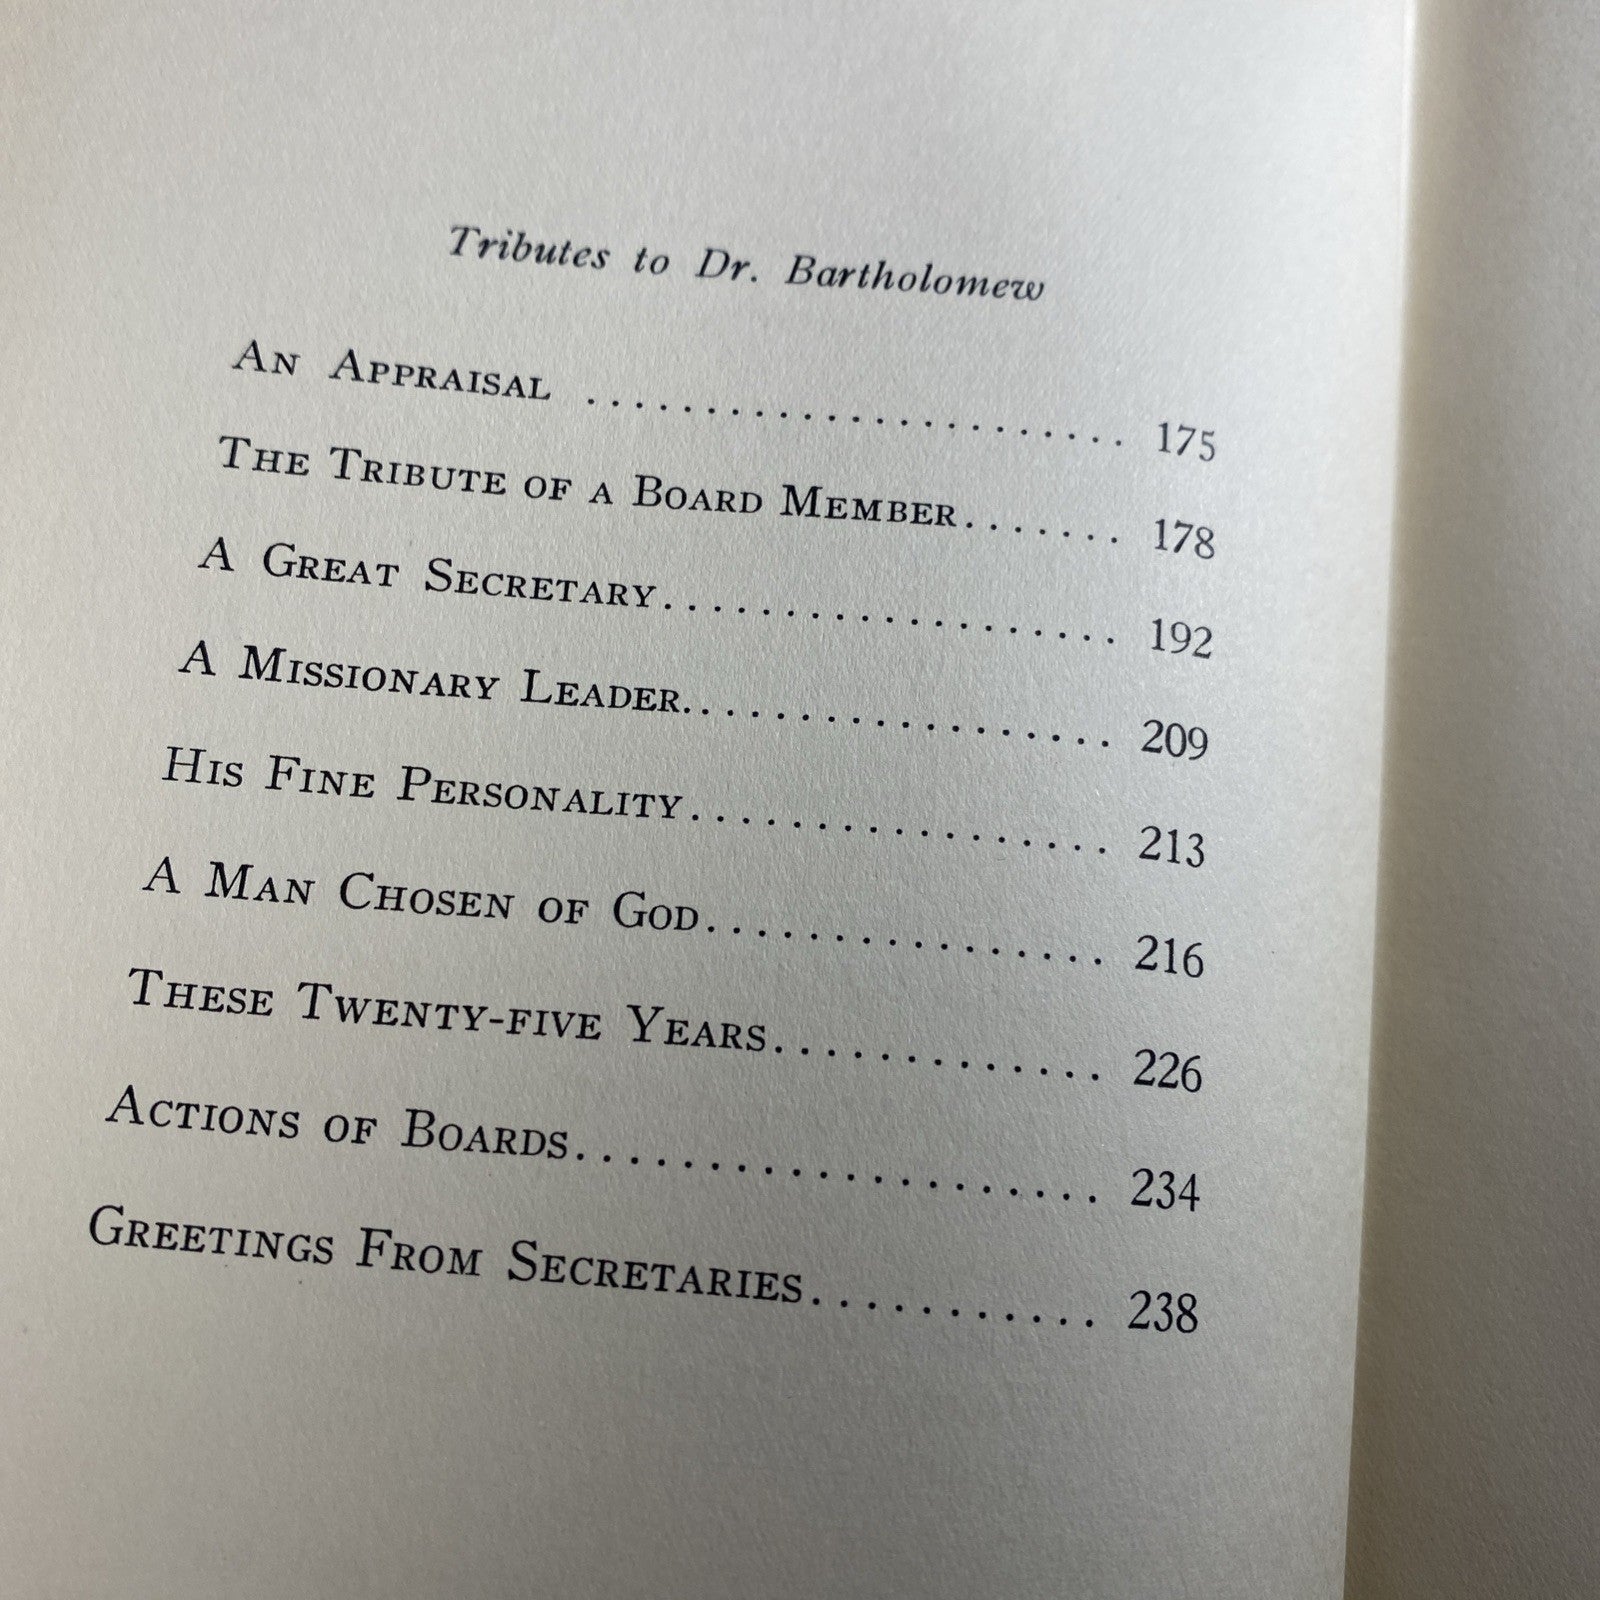 Tributes to Dr. Bartholomew
An Appraisal ...................... 175
The Tribute of a Board Member....... 178
A Great Secretary................... 192
A Missionary Leader................. 209
His Fine Personality................ 213
A Man Chosen of God................ 216
These Twenty-five Years............. 226
Actions of Boards.................... 234
Greetings From Secretaries........... 238